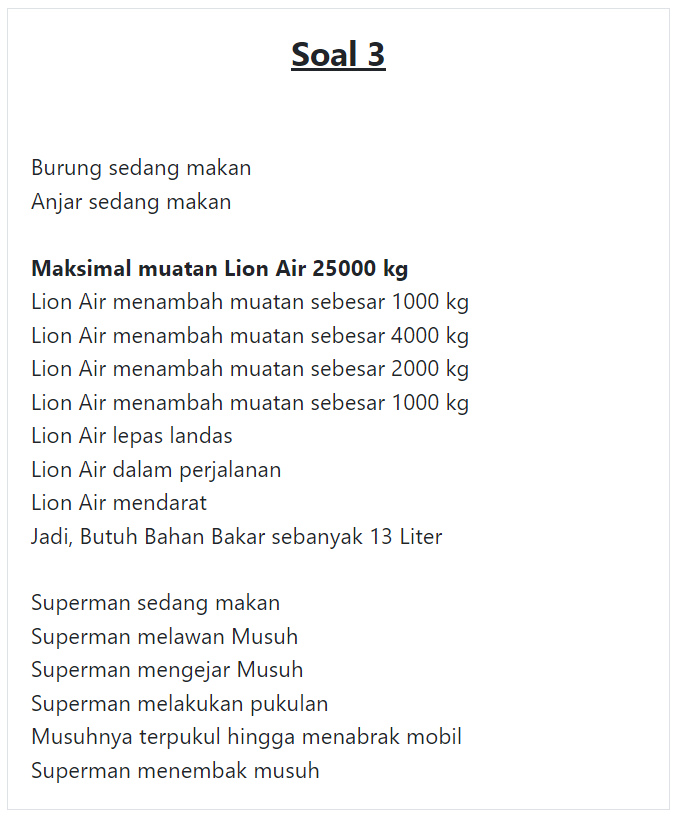 Soal 3
Burung sedang makan
Anjar sedang makan
Maksimal muatan Lion Air 25000 kg
Lion Air menambah muatan sebesar 1000 kg
Lion Air menambah muatan sebesar 4000 kg
Lion Air menambah muatan sebesar 2000 kg
Lion Air menambah muatan sebesar 1000 kg
Lion Air lepas landas
Lion Air dalam perjalanan
Lion Air mendarat
Jadi, Butuh Bahan Bakar sebanyak 13 Liter
Superman sedang makan
Superman melawan Musuh
Superman mengejar Musuh
Superman melakukan pukulan
Musuhnya terpukul hingga menabrak mobil
Superman menembak musuh